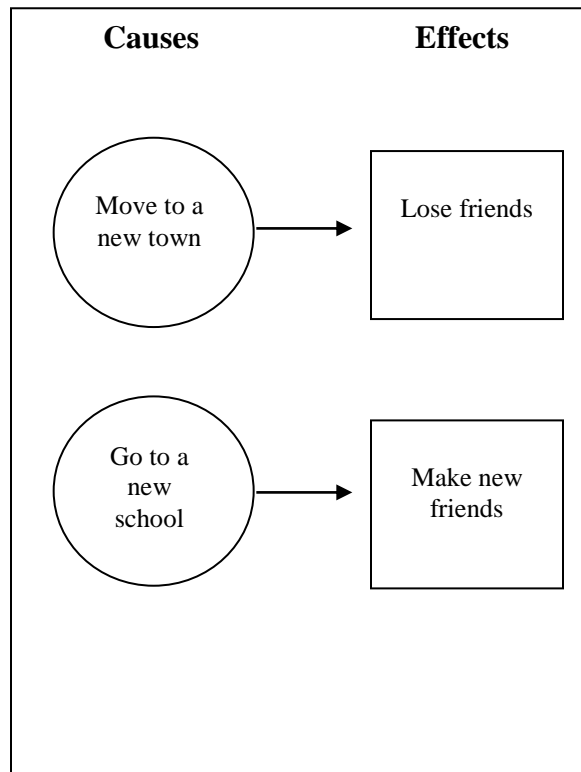 Causes Effects
Move to a
new town
Lose friends
Go to a
new
school
Make new
friends